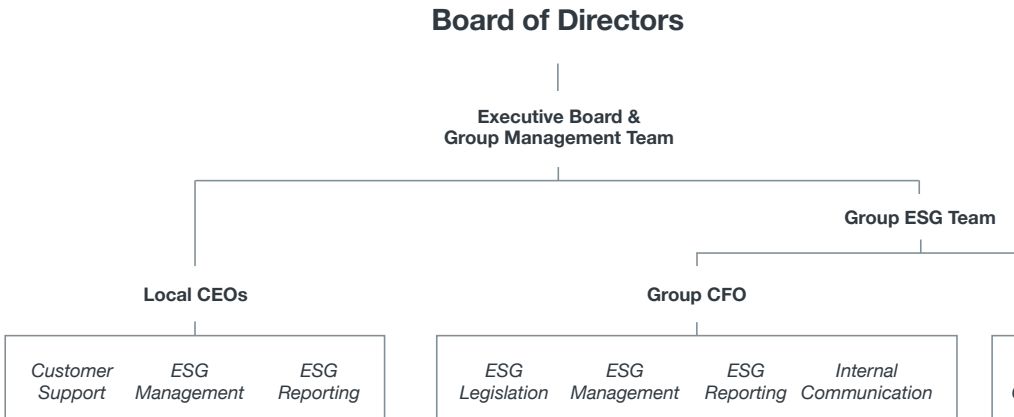 Board of Directors
Executive Board &
Group Management Team
Group ESG Team
Local CEOs
Group CFO
Customer
Support
ESG
Management
ESG
Reporting
ESG
Legislation
ESG
Management
ESG
Reporting
Internal
Communication